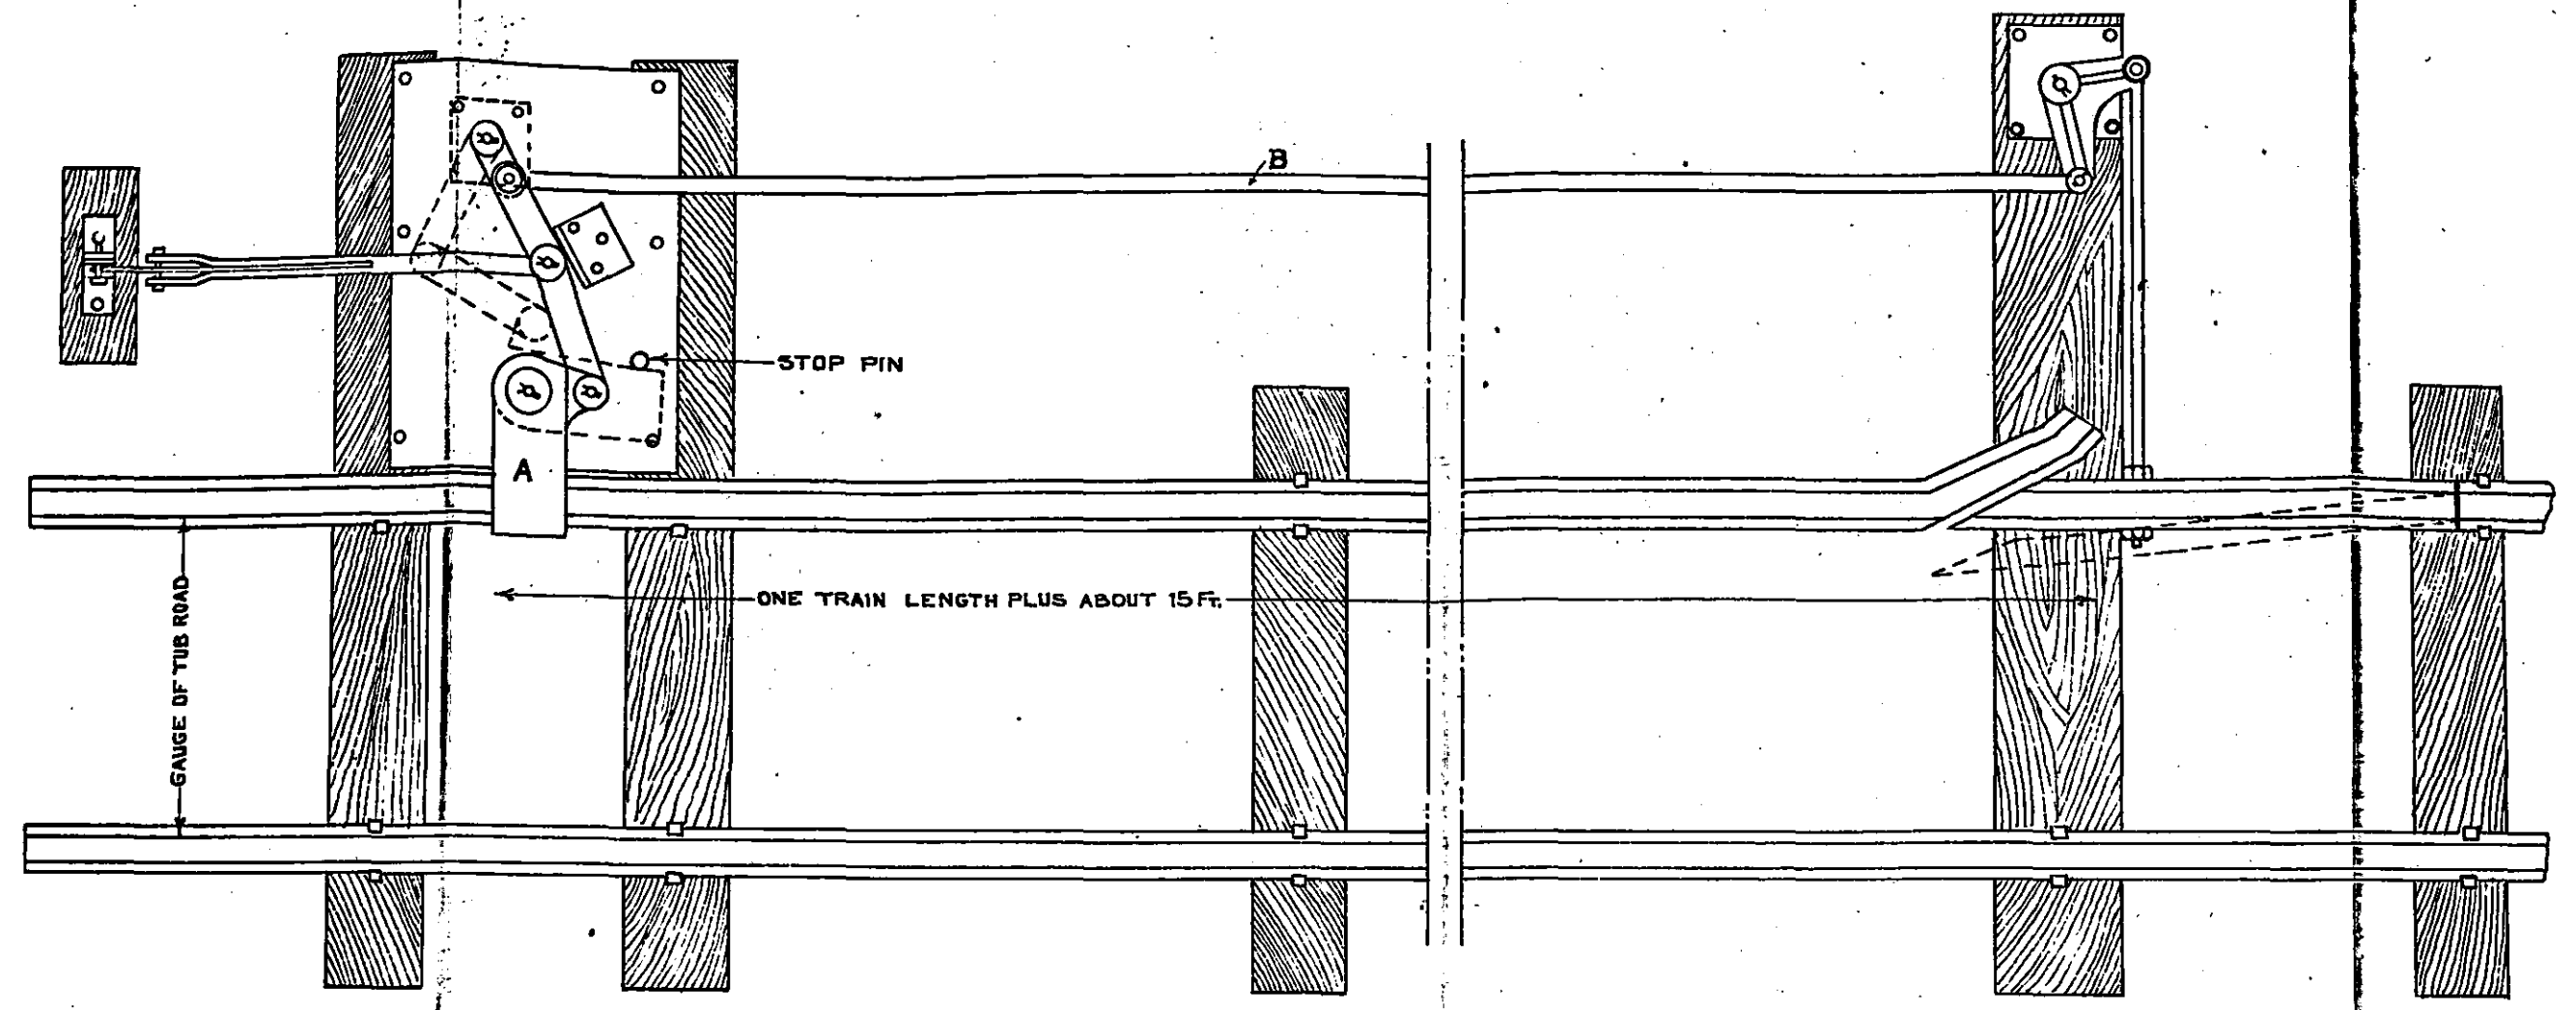 B
STOP PIN
A
ONE TRAIN LENGTH PLUS ABOUT 15 FT.
GAUGE OF TUB ROAD